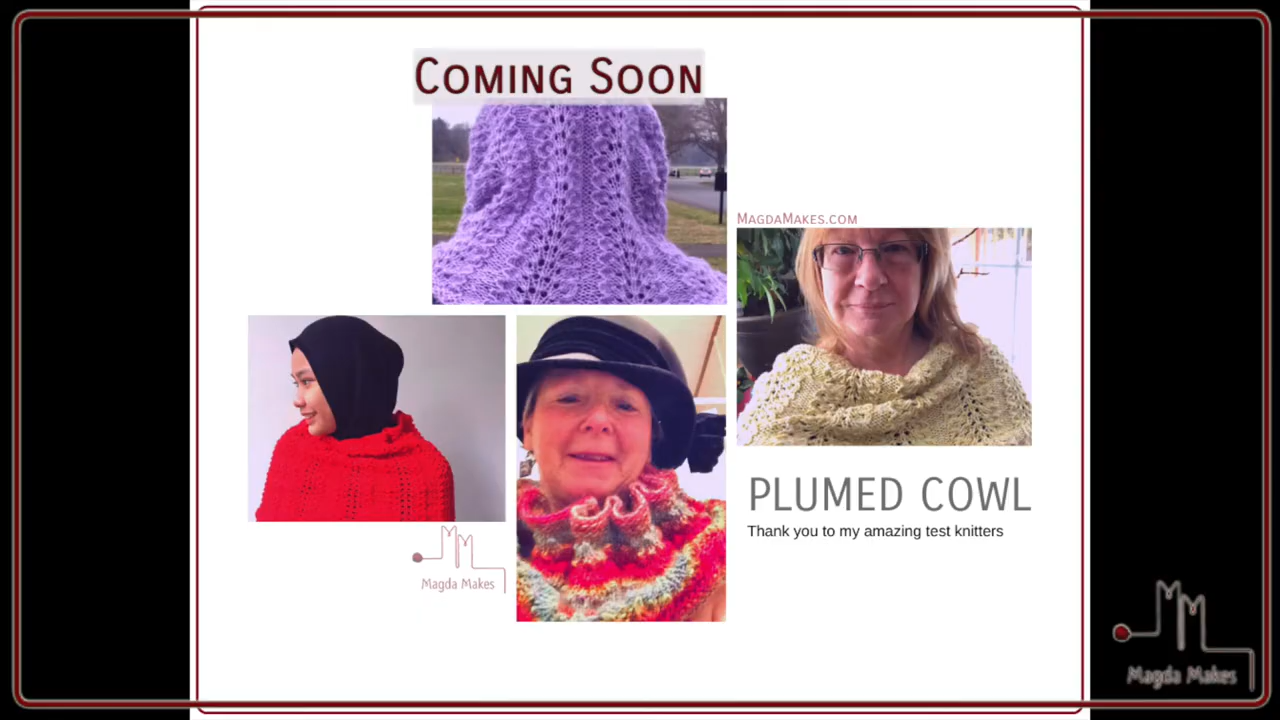 Coming Soon
MagdaMakes.com
PLUMED COWL
Thank you to my amazing test knitters
Magda Makes
Magda Makes